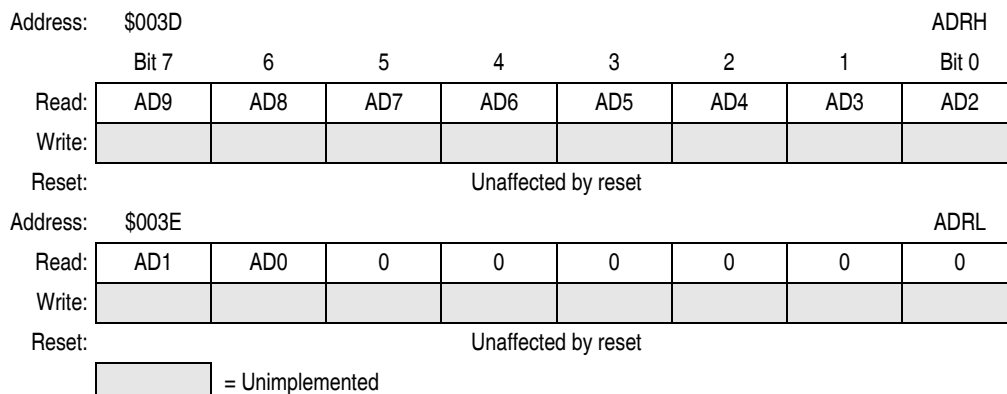 Address: $003D ADRH
Bit 7 6 5 4 3 2 1 Bit 0
Read: AD9 AD8 AD7 AD6 AD5 AD4 AD3 AD2
Write:
Reset: Unaffected by reset
Address: $003E ADRL
Read: AD1 AD0 0 0 0 0 0 0
Write:
Reset: Unaffected by reset
= Unimplemented